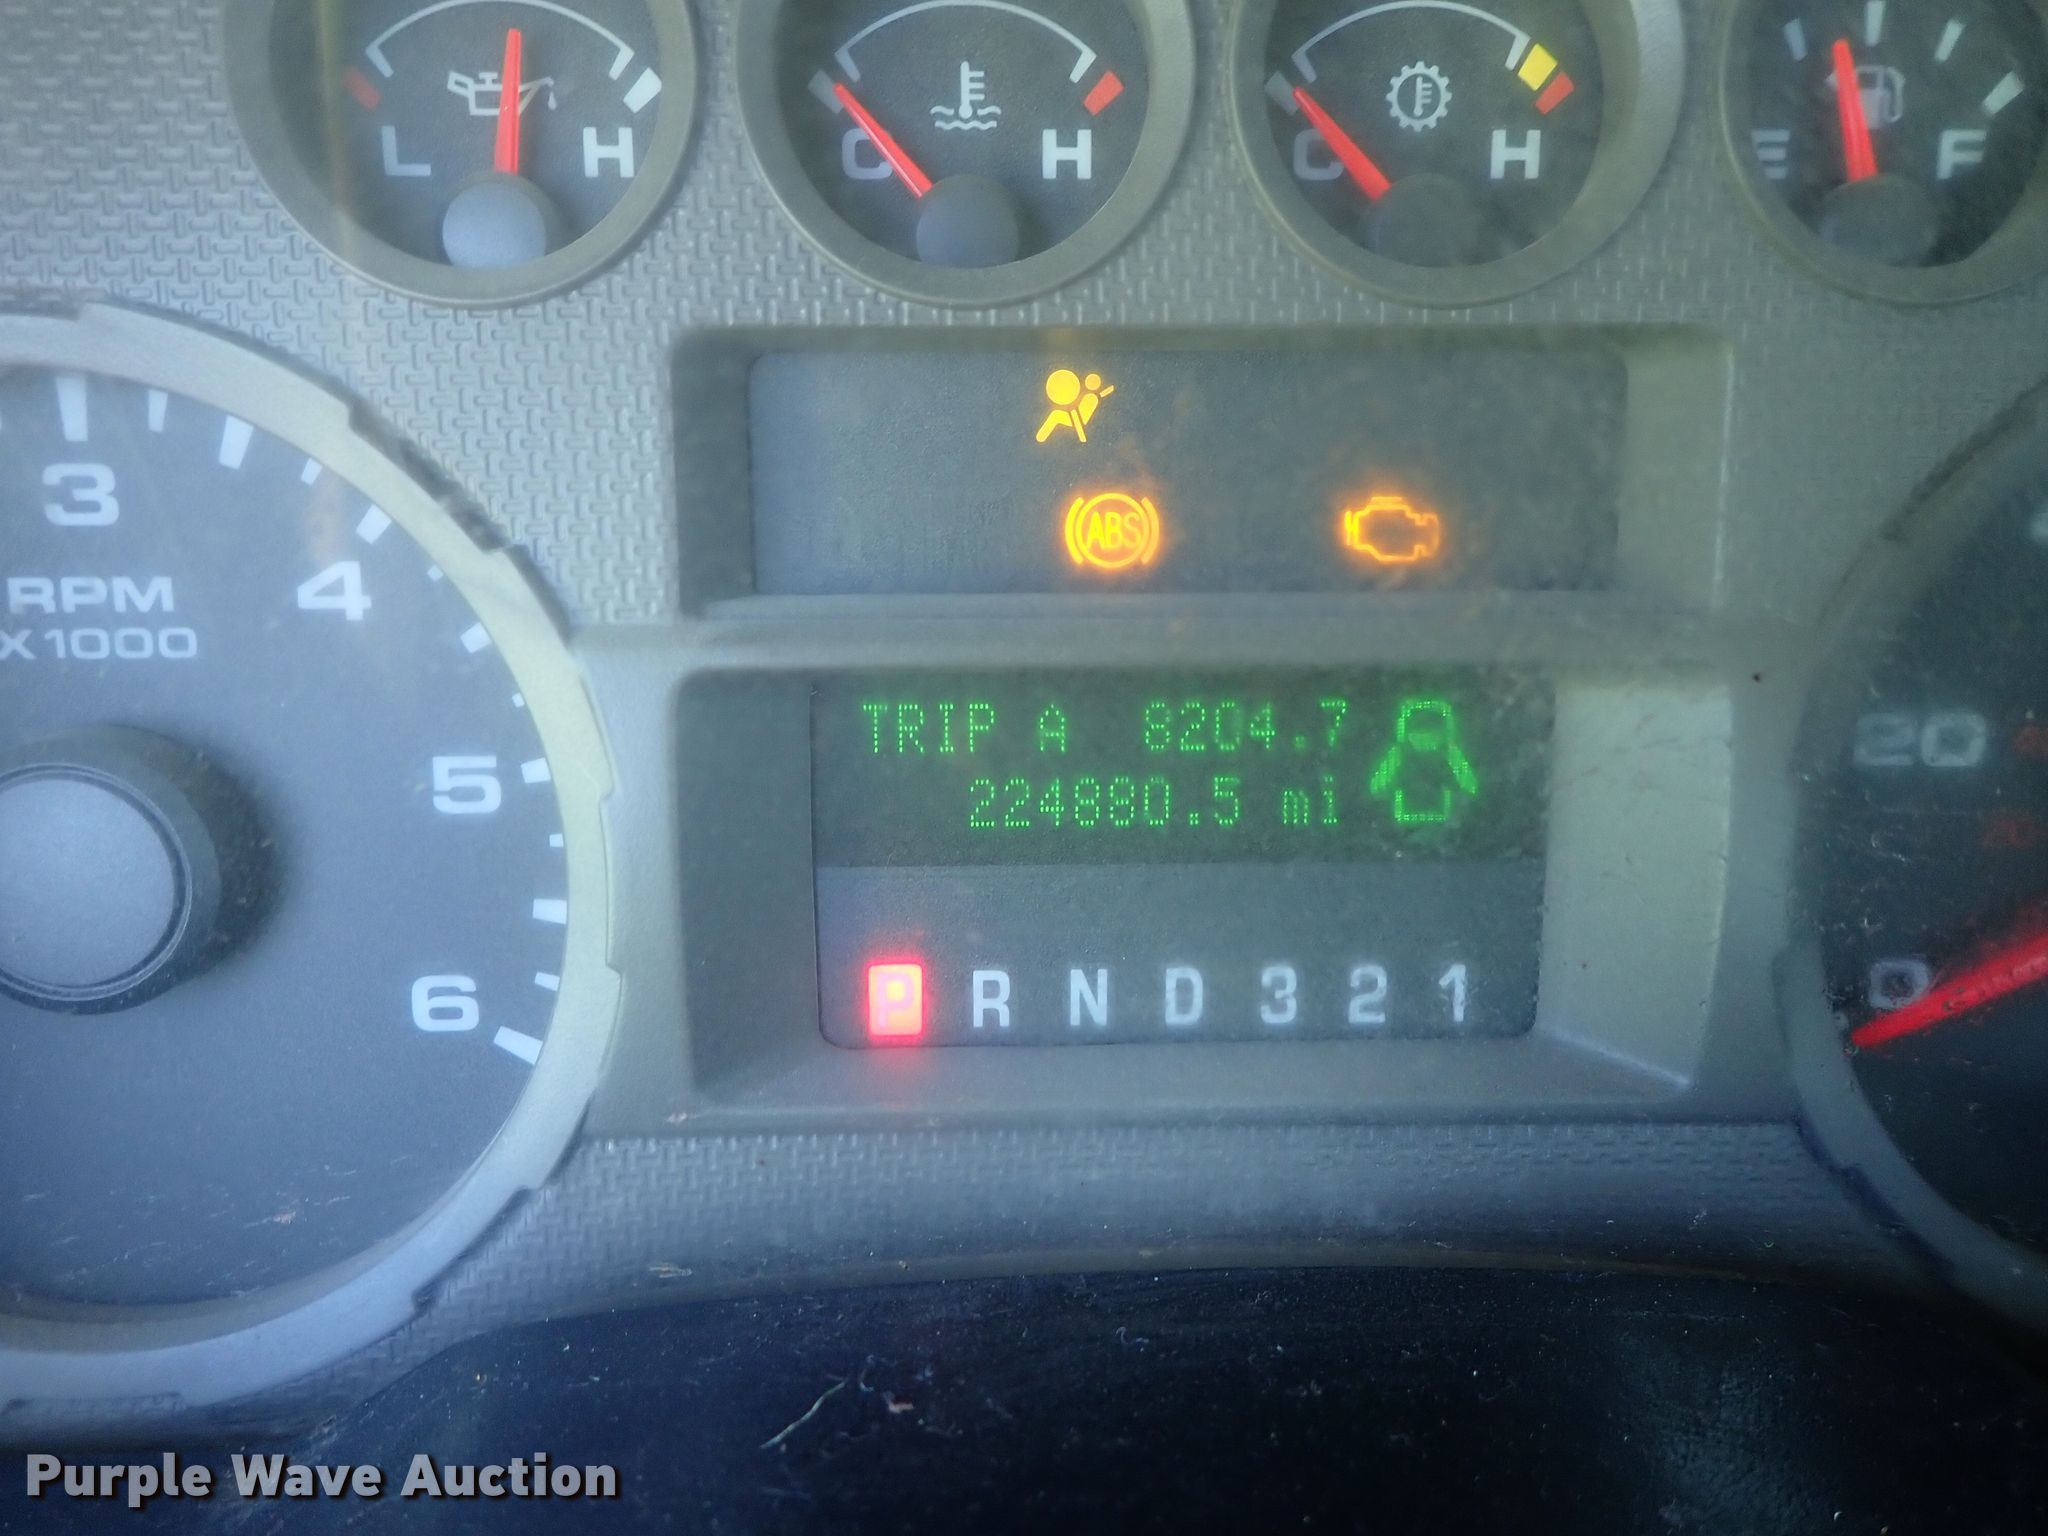 L H
C H
C H
E F
3
RPM
X1000
4
5
6
ABS
TRIP A 8204.7
224880.5 mi
P R N D 3 2 1
20
0
Purple Wave Auction